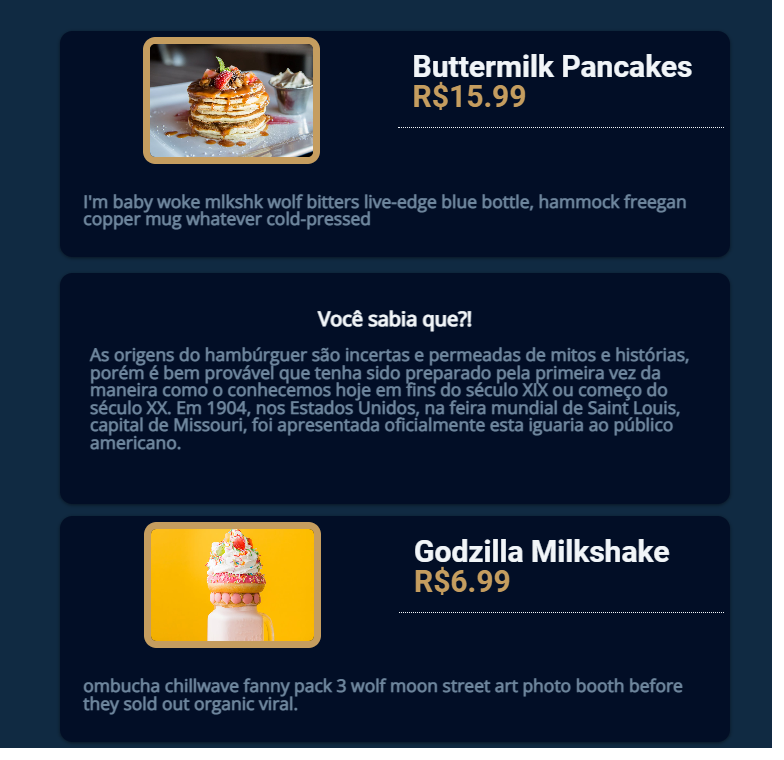 Buttermilk Pancakes
R$15.99
I'm baby woke mlkshk wolf bitters live-edge blue bottle, hammock freegan
copper mug whatever cold-pressed
Você sabia que?!
As origens do hambúrguer são incertas e permeadas de mitos e histórias,
porém é bem provável que tenha sido preparado pela primeira vez da
maneira como o conhecemos hoje em fins do século XIX ou começo do
século XX. Em 1904, nos Estados Unidos, na feira mundial de Saint Louis,
capital de Missouri, foi apresentada oficialmente esta iguaria ao público
americano.
Godzilla Milkshake
R$6.99
ombucha chillwave fanny pack 3 wolf moon street art photo booth before
they sold out organic viral.